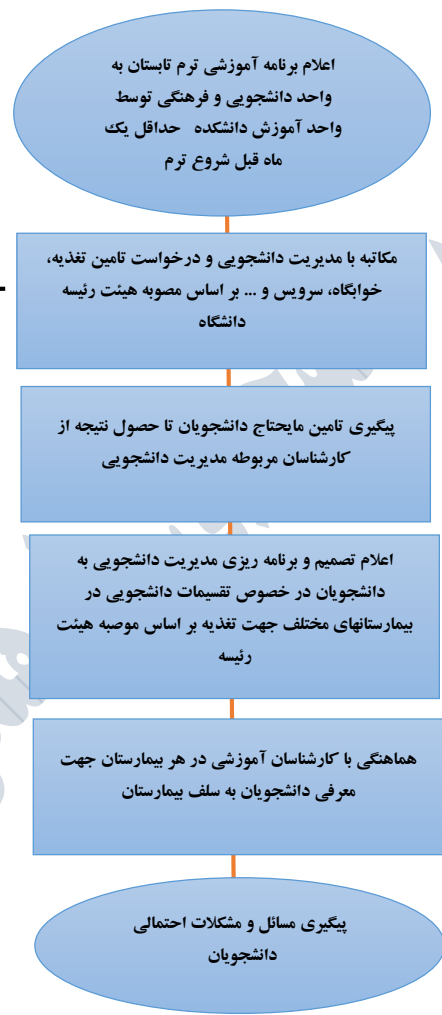 اعلام برنامه آموزشی ترم تابستان به
واحد دانشجویی و فرهنگی توسط
واحد آموزش دانشکده حداقل یک
ماه قبل شروع ترم
مکاتبه با مدیریت دانشجویی و درخواست تامین تغذیه،
خوابگاه، سرویس و ... بر اساس مصوبه هیئت رئیسه
دانشگاه
پیگیری تامین مایحتاج دانشجویان تا حصول نتیجه از
کارشناسان مربوطه مدیریت دانشجویی
اعلام تصمیم و برنامه ریزی مدیریت دانشجویی به
دانشجویان در خصوص تقسیمات دانشجویی در
بیمارستانهای مختلف جهت تغذیه بر اساس موصبه هیئت
رئیسه
هماهنگی با کارشناسان آموزشی در هر بیمارستان جهت
معرفی دانشجویان به سلف بیمارستان
پیگیری مسائل و مشکلات احتمالی
دانشجویان